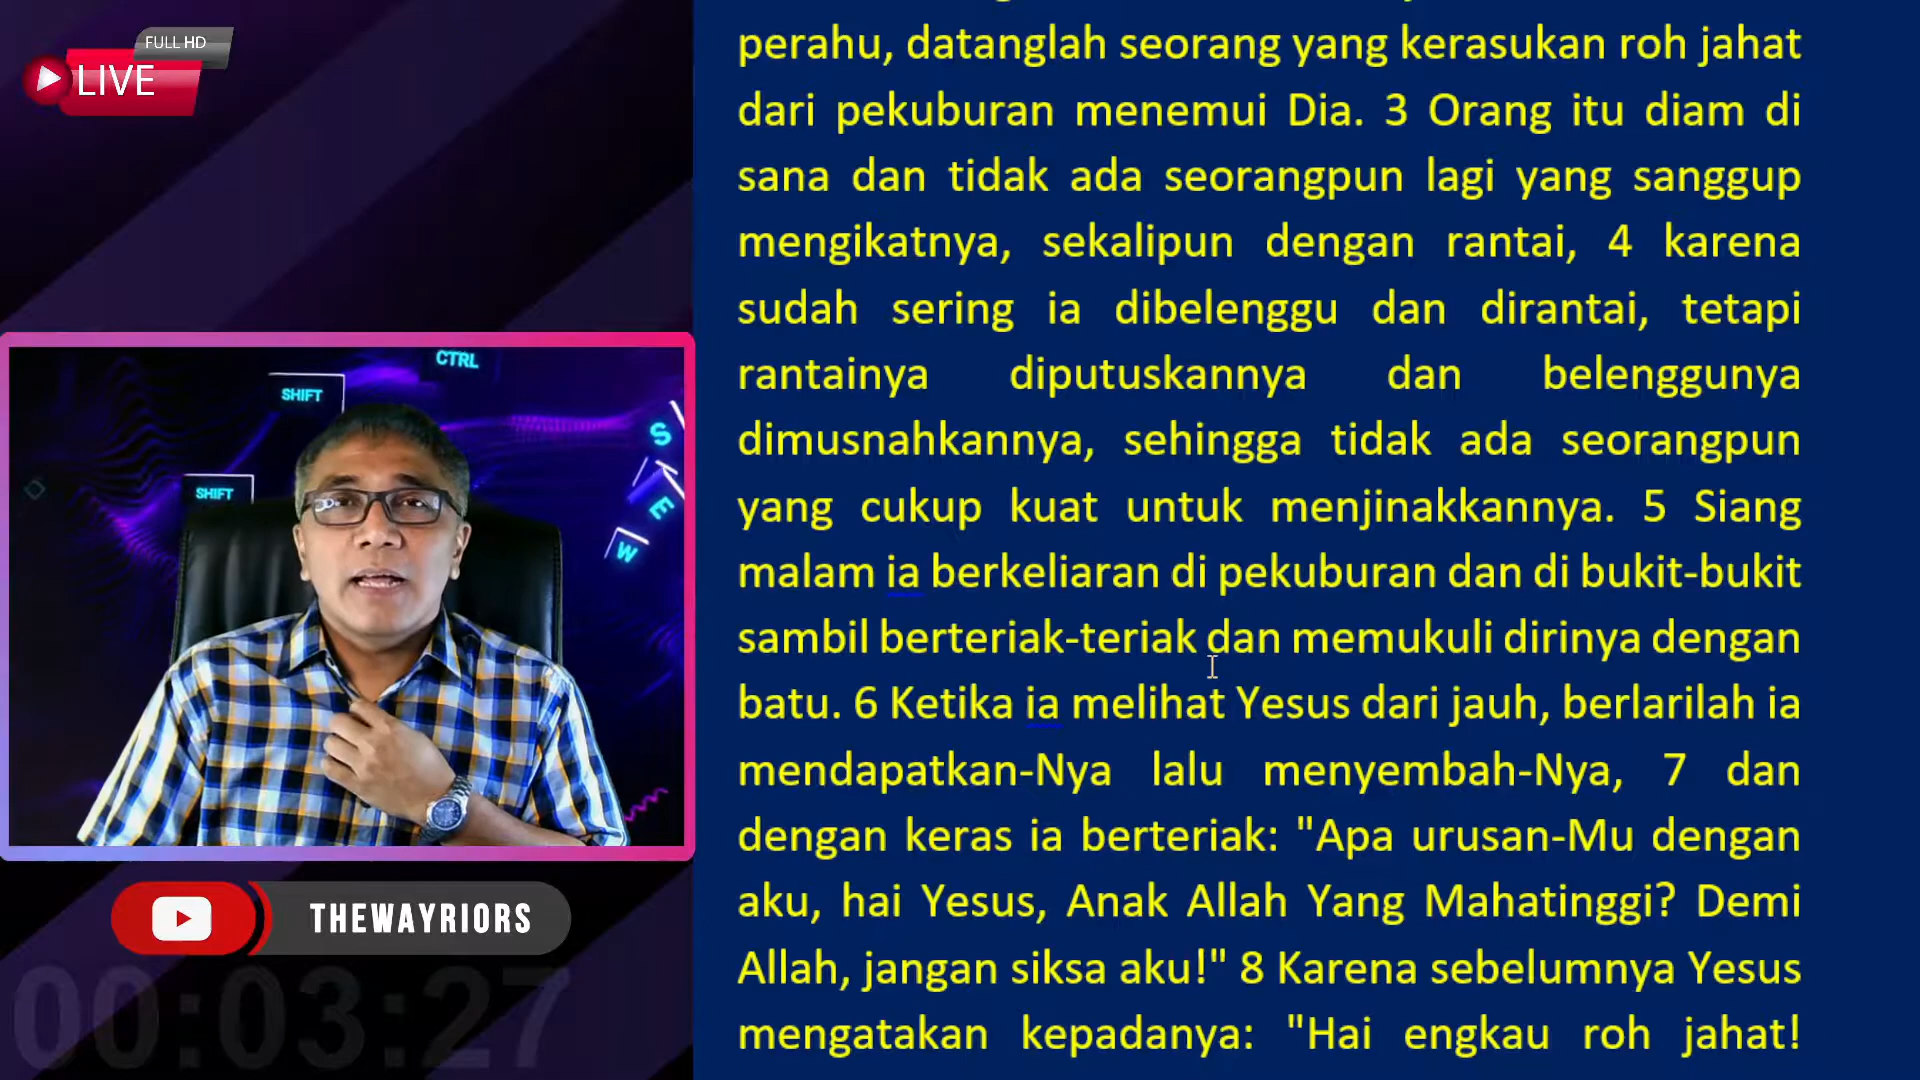 FULL HD
LIVE
CTRL
SHIFT
SHIFT
S
K
E
W
THEWAYRIORS
00:03:27
perahu, datanglah seorang yang kerasukan roh jahat
dari pekuburan menemui Dia. 3 Orang itu diam di
sana dan tidak ada seorangpun lagi yang sanggup
mengikatnya, sekalipun dengan rantai, 4 karena
sudah sering ia dibelenggu dan dirantai, tetapi
rantainya diputuskannya dan belenggunya
dimusnahkannya, sehingga tidak ada seorangpun
yang cukup kuat untuk menjinakkannya. 5 Siang
malam ia berkeliaran di pekuburan dan di bukit-bukit
sambil berteriak-teriak dan memukuli dirinya dengan
batu. 6 Ketika ia melihat Yesus dari jauh, berlarilah ia
mendapatkan-Nya lalu menyembah-Nya, 7 dan
dengan keras ia berteriak: "Apa urusan-Mu dengan
aku, hai Yesus, Anak Allah Yang Mahatinggi? Demi
Allah, jangan siksa aku!" 8 Karena sebelumnya Yesus
mengatakan kepadanya: "Hai engkau roh jahat!